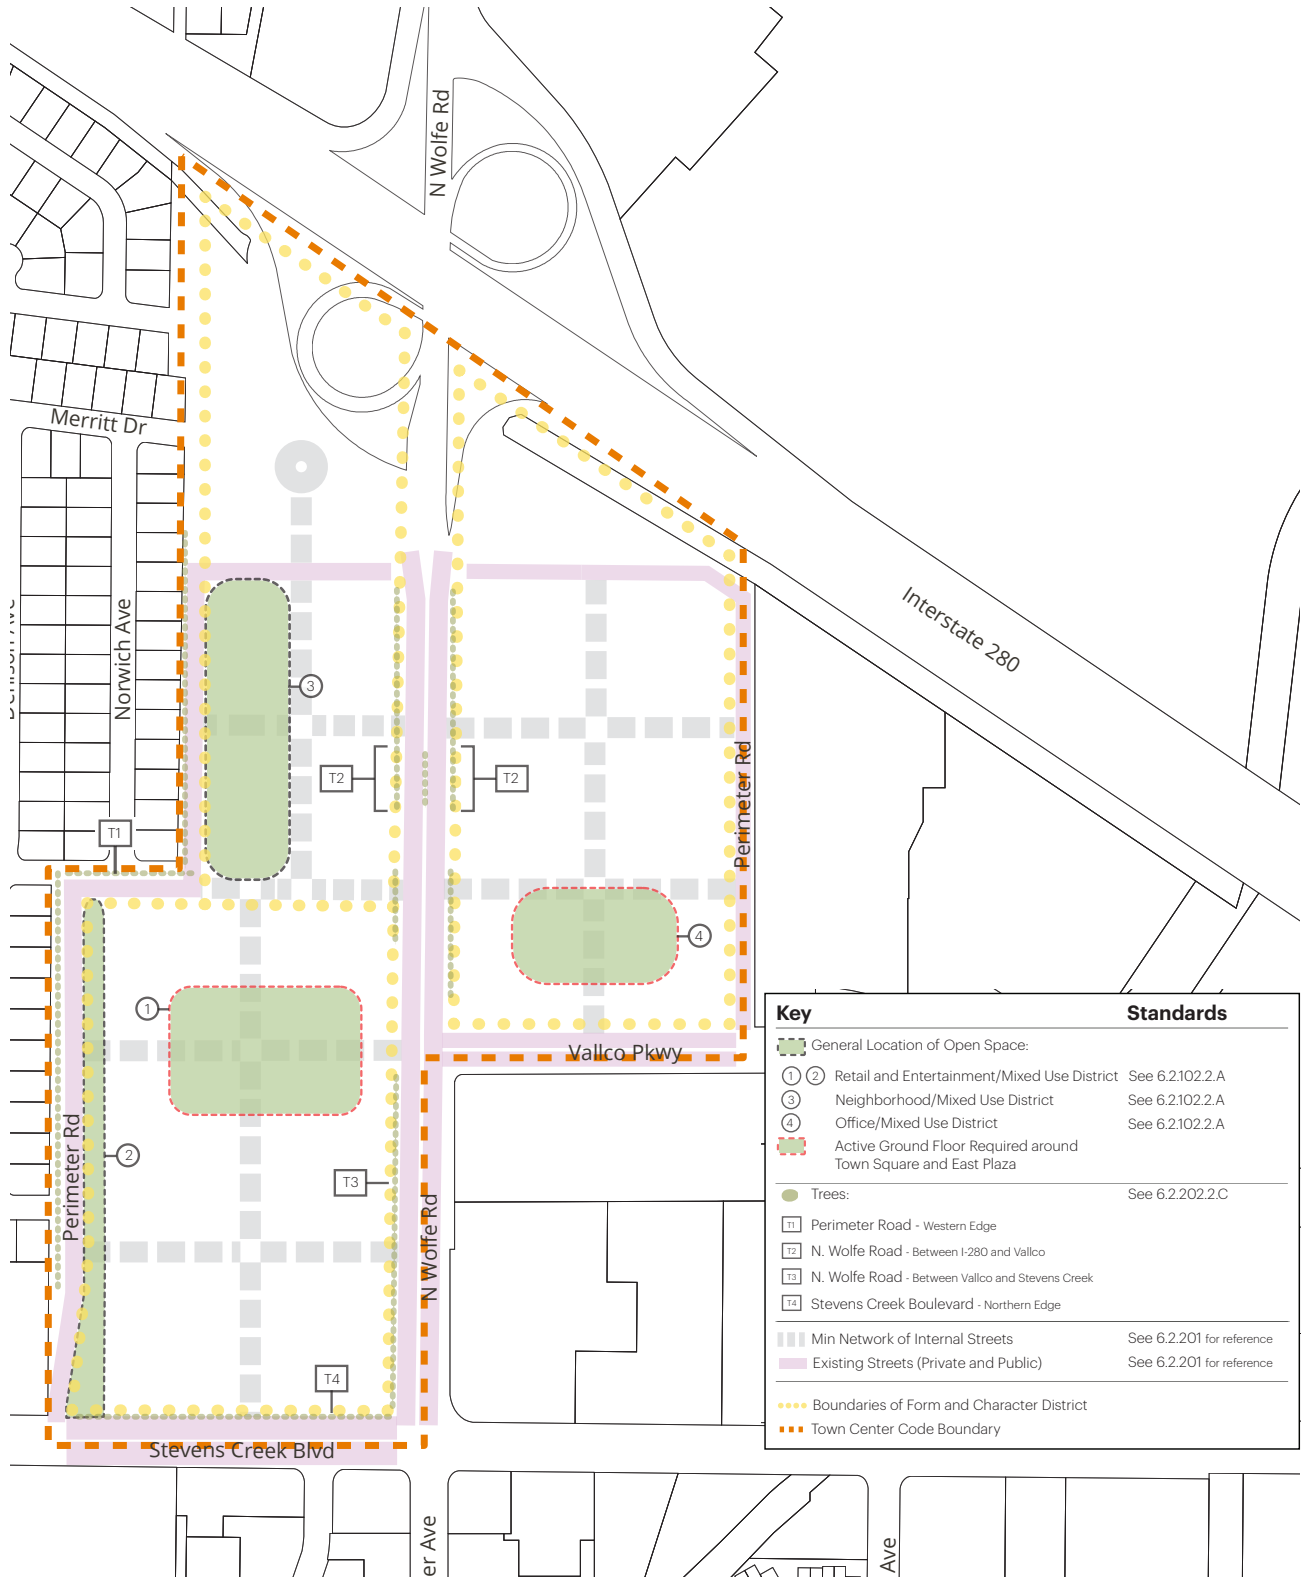 N Wolfe Rd
Merritt Dr
Norwich Ave
Interstate 280
3
T2
T2
Perimeter Rd
T1
4
1
Vallco Pkwy
Perimeter Rd
2
T3
N Wolfe Rd
T4
Stevens Creek Blvd
er Ave
Ave
Key Standards
General Location of Open Space:
1 2 Retail and Entertainment/Mixed Use District See 6.2.102.2.A
3 Neighborhood/Mixed Use District See 6.2.102.2.A
4 Office/Mixed Use District See 6.2.102.2.A
Active Ground Floor Required around
Town Square and East Plaza
Trees: See 6.2.202.2.C
T1 Perimeter Road - Western Edge
T2 N. Wolfe Road - Between I-280 and Vallco
T3 N. Wolfe Road - Between Vallco and Stevens Creek
T4 Stevens Creek Boulevard - Northern Edge
Min Network of Internal Streets See 6.2.201 for reference
Existing Streets (Private and Public) See 6.2.201 for reference
Boundaries of Form and Character District
Town Center Code Boundary